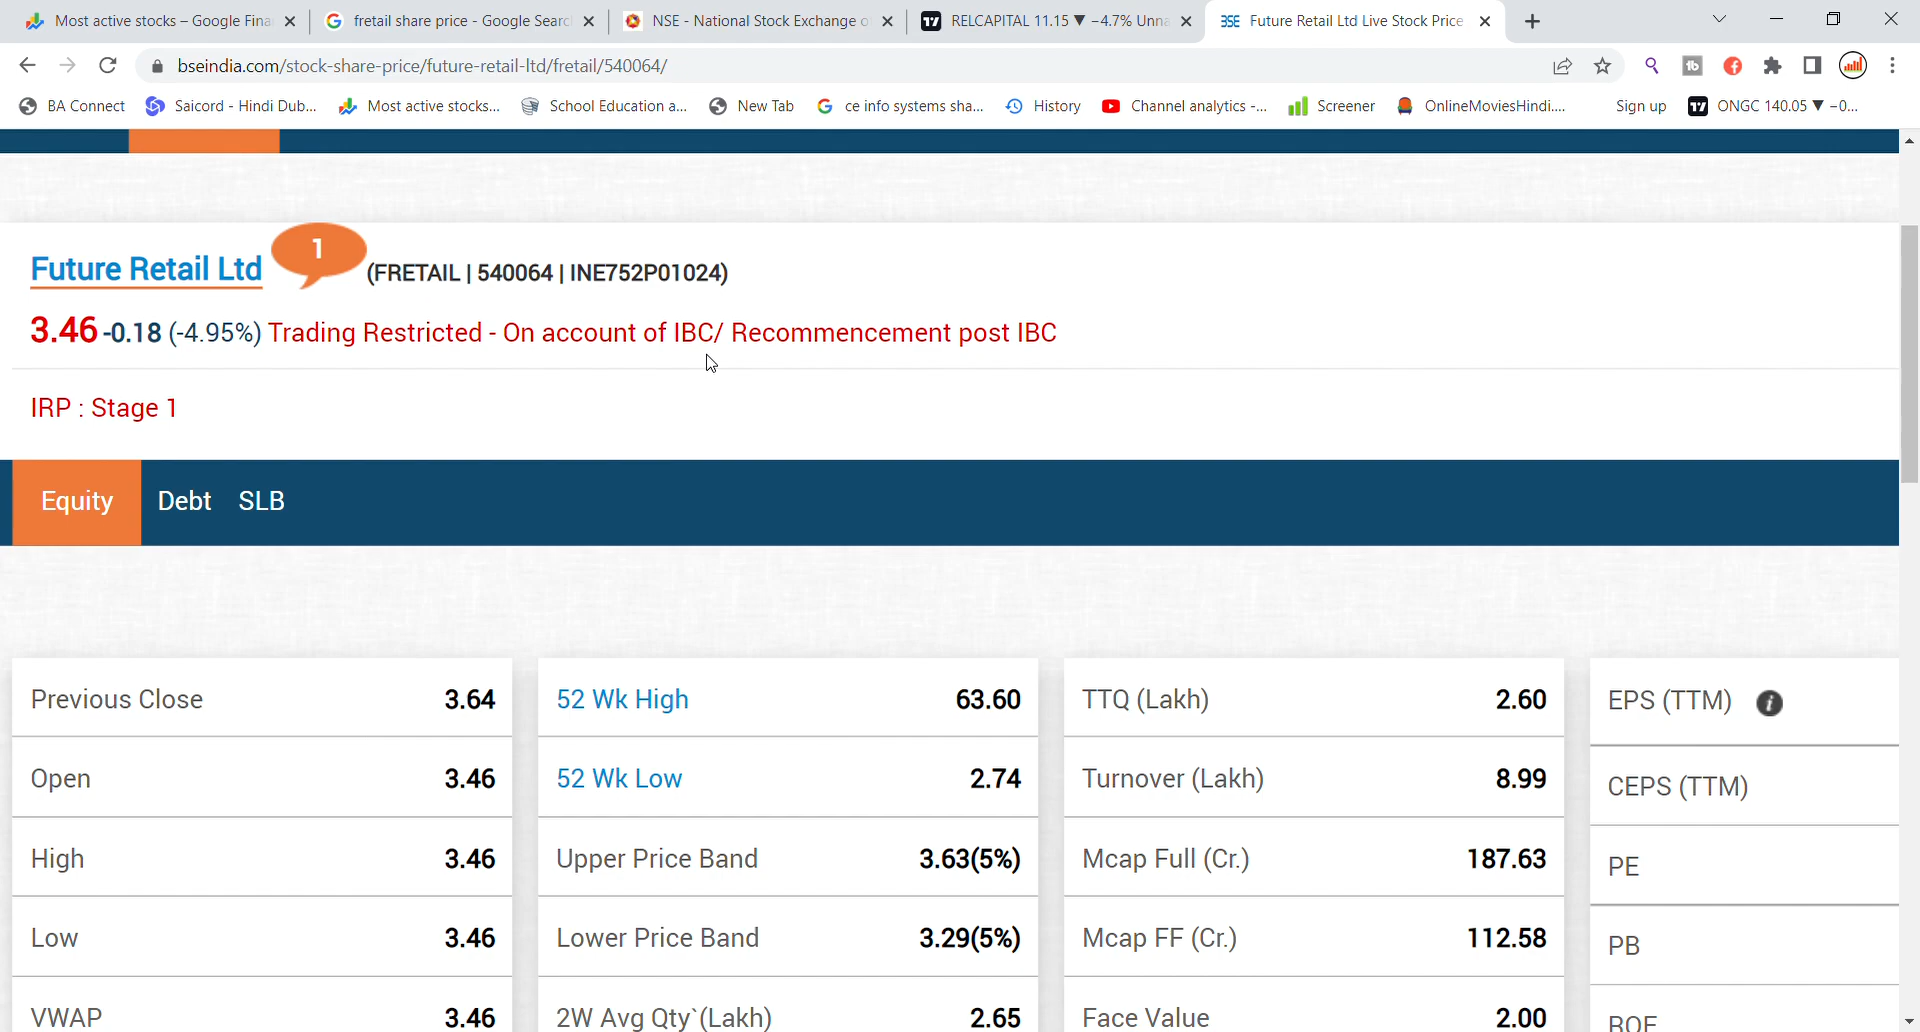 Most active stocks – Google Fina
fretail share price - Google Searc
NSE - National Stock Exchange o
RELCAPITAL 11.15 ▼ −4.7% Unna
Future Retail Ltd Live Stock Price
bseindia.com/stock-share-price/future-retail-ltd/fretail/540064/
BA Connect
Saicord - Hindi Dub...
Most active stocks...
School Education a...
New Tab
ce info systems sha...
History
Channel analytics -...
Screener
OnlineMoviesHindi....
Sign up
ONGC 140.05 ▼ −0...
Future Retail Ltd 1 (FRETAIL | 540064 | INE752P01024)
3.46 -0.18 (-4.95%) Trading Restricted - On account of IBC/ Recommencement post IBC
IRP : Stage 1
Equity Debt SLB
Previous Close 3.64
Open 3.46
High 3.46
Low 3.46
VWAP 3.46
52 Wk High 63.60
52 Wk Low 2.74
Upper Price Band 3.63(5%)
Lower Price Band 3.29(5%)
2W Avg Qty`(Lakh) 2.65
TTQ (Lakh) 2.60
Turnover (Lakh) 8.99
Mcap Full (Cr.) 187.63
Mcap FF (Cr.) 112.58
Face Value 2.00
EPS (TTM)
CEPS (TTM)
PE
PB
ROE